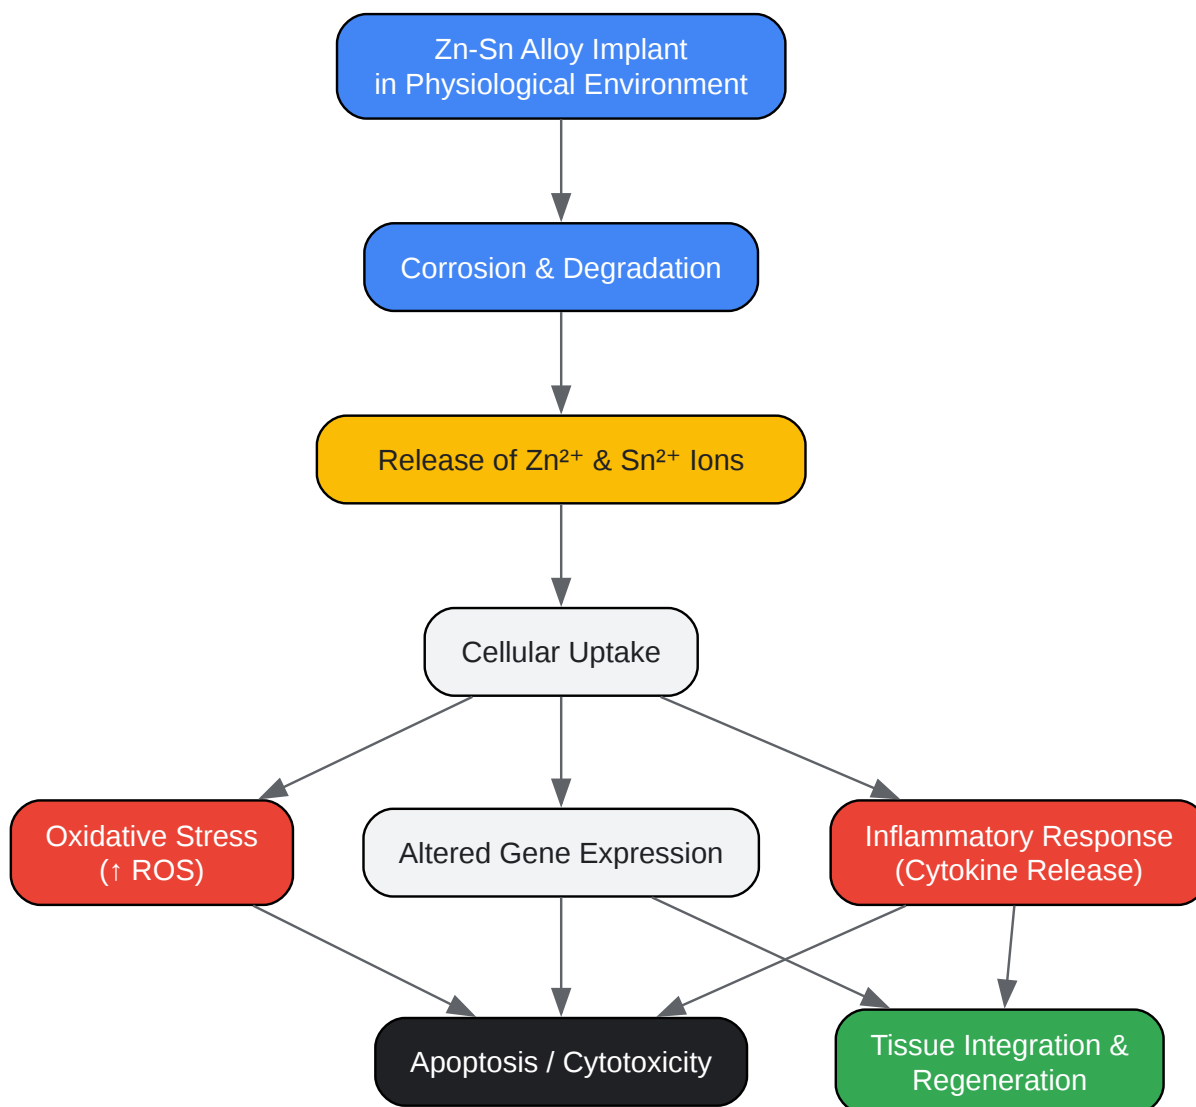 Zn-Sn Alloy Implant
in Physiological Environment
Corrosion & Degradation
Release of Zn²⁺ & Sn²⁺ Ions
Cellular Uptake
Oxidative Stress
(↑ ROS)
Altered Gene Expression
Inflammatory Response
(Cytokine Release)
Apoptosis / Cytotoxicity
Tissue Integration &
Regeneration